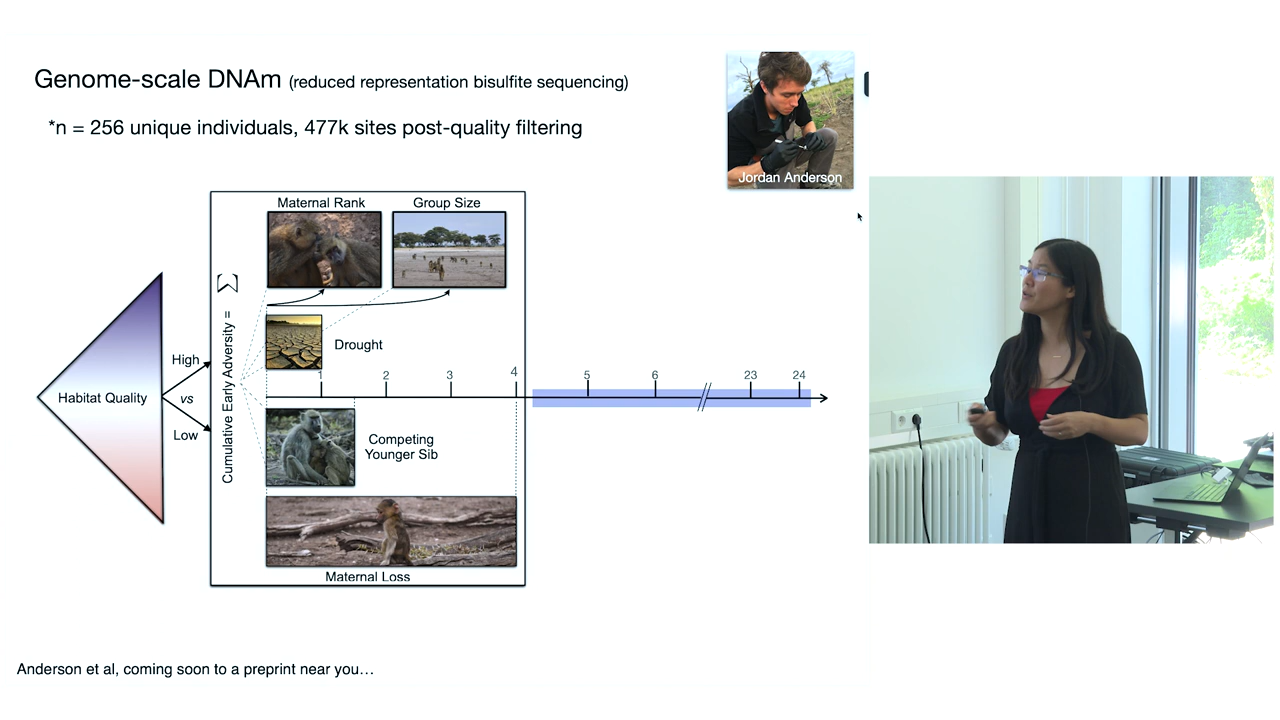 Genome-scale DNAm (reduced representation bisulfite sequencing)
*n = 256 unique individuals, 477k sites post-quality filtering
Jordan Anderson
Maternal Rank
Group Size
Cumulative Early Adversity = Σ
Drought
High
Habitat Quality
vs
Low
1
2
3
4
5
6
23
24
Competing
Younger Sib
Maternal Loss
Anderson et al, coming soon to a preprint near you…